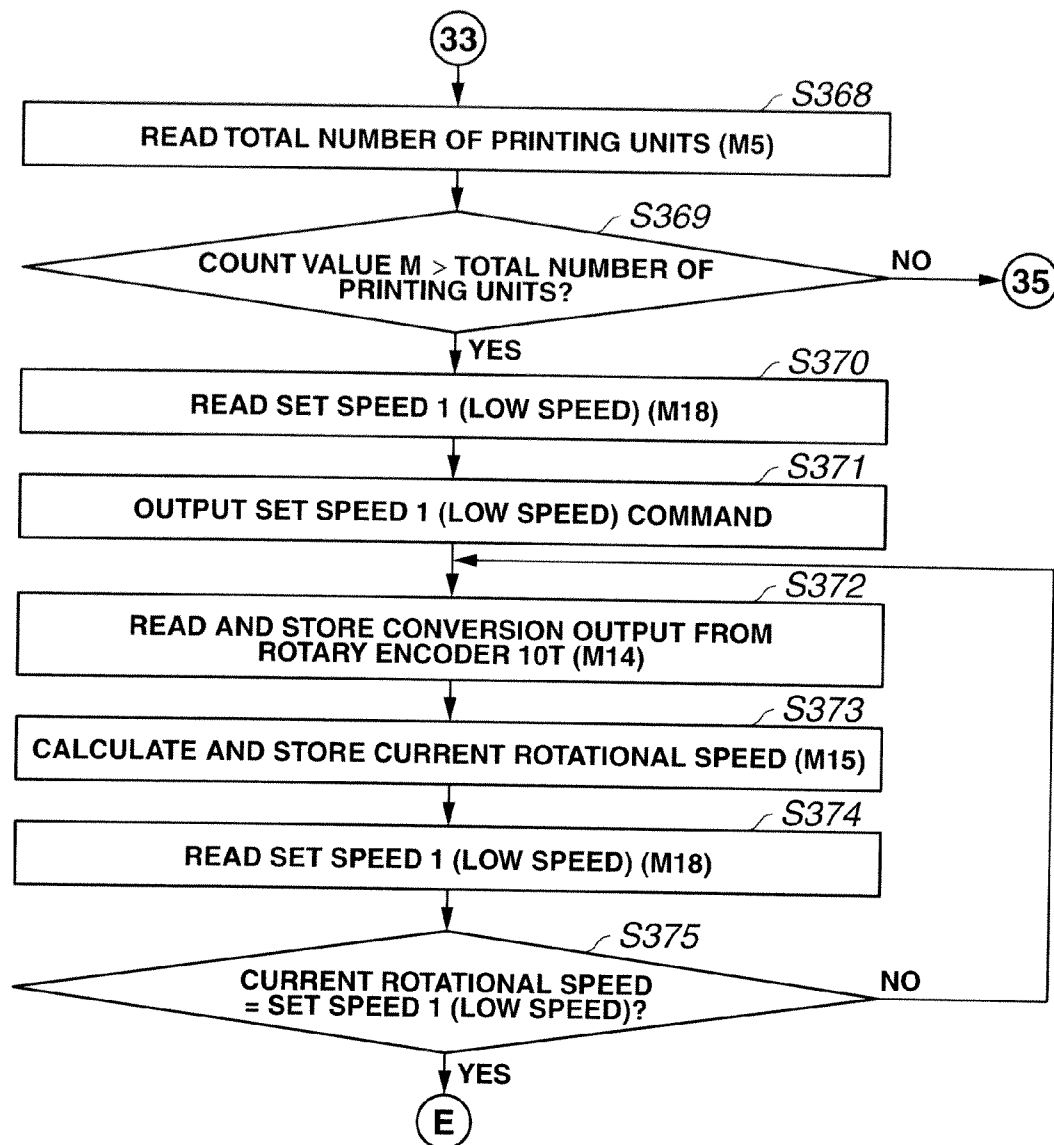 33
S368
READ TOTAL NUMBER OF PRINTING UNITS (M5)
S369
COUNT VALUE M > TOTAL NUMBER OF
PRINTING UNITS?
NO
35
YES
S370
READ SET SPEED 1 (LOW SPEED) (M18)
S371
OUTPUT SET SPEED 1 (LOW SPEED) COMMAND
S372
READ AND STORE CONVERSION OUTPUT FROM
ROTARY ENCODER 10T (M14)
S373
CALCULATE AND STORE CURRENT ROTATIONAL SPEED (M15)
S374
READ SET SPEED 1 (LOW SPEED) (M18)
S375
CURRENT ROTATIONAL SPEED
= SET SPEED 1 (LOW SPEED)?
NO
YES
E